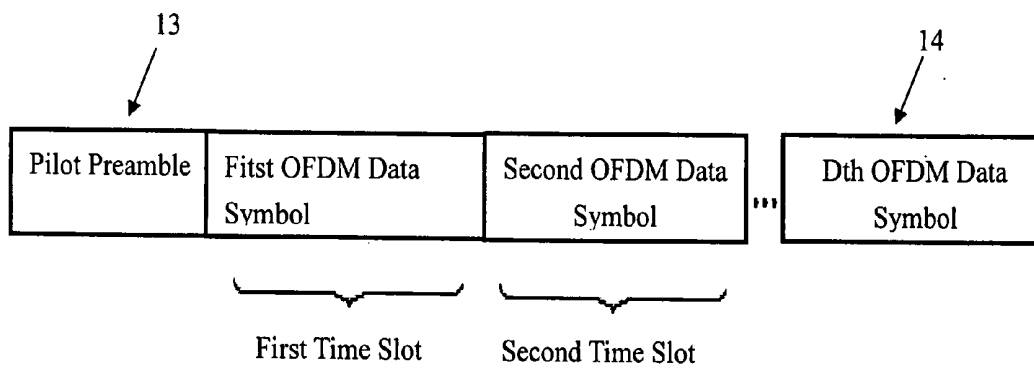 13
14
Pilot Preamble
Fitst OFDM Data
Symbol
Second OFDM Data
Symbol
Dth OFDM Data
Symbol
First Time Slot
Second Time Slot